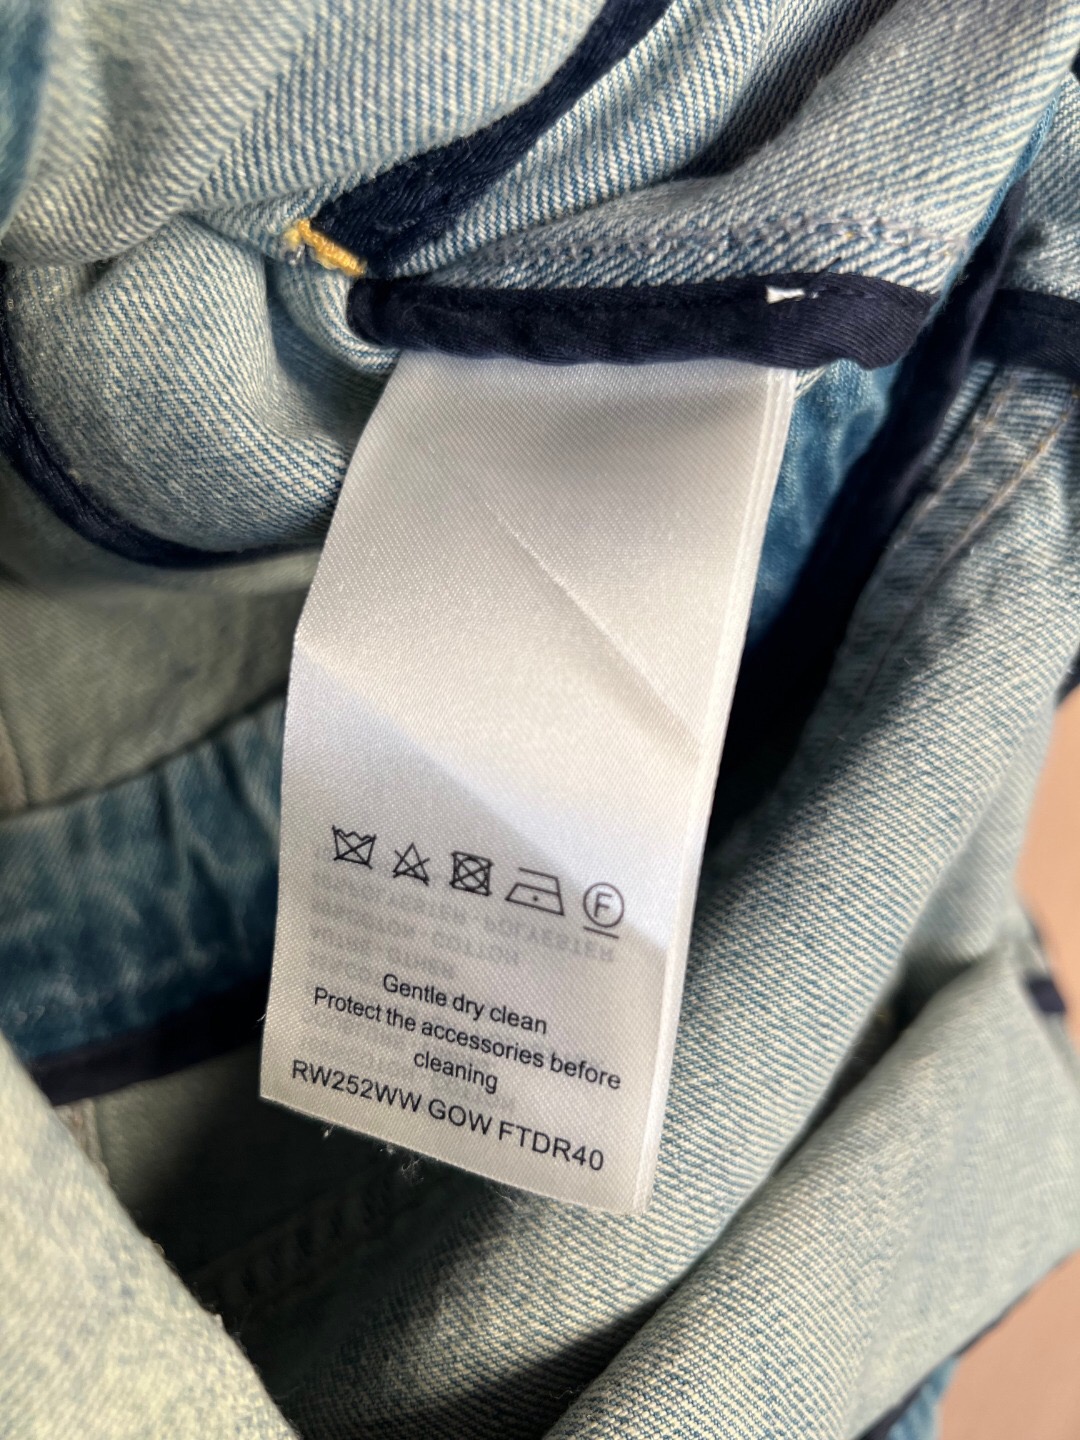 F
Gentle dry clean
Protect the accessories before
cleaning
RW252WW GOW FTDR40